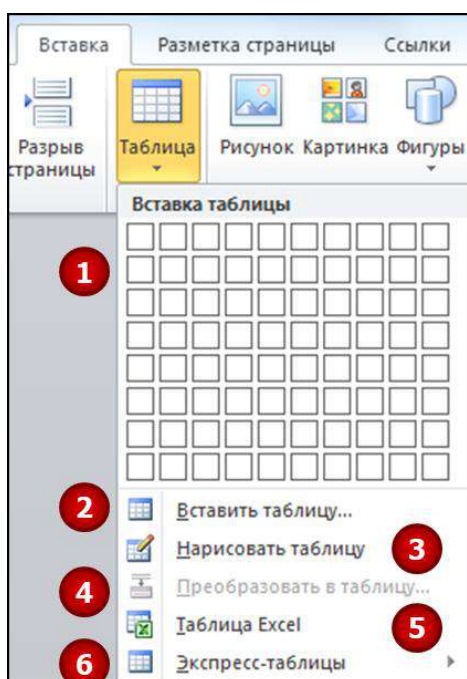 Вставка Разметка страницы Ссылки
Разрыв страницы Таблица Рисунок Картинка Фигуры
Вставка таблицы
1
2 Вставить таблицу...
Нарисовать таблицу 3
4 Преобразовать в таблицу...
Таблица Excel 5
6 Экспресс-таблицы